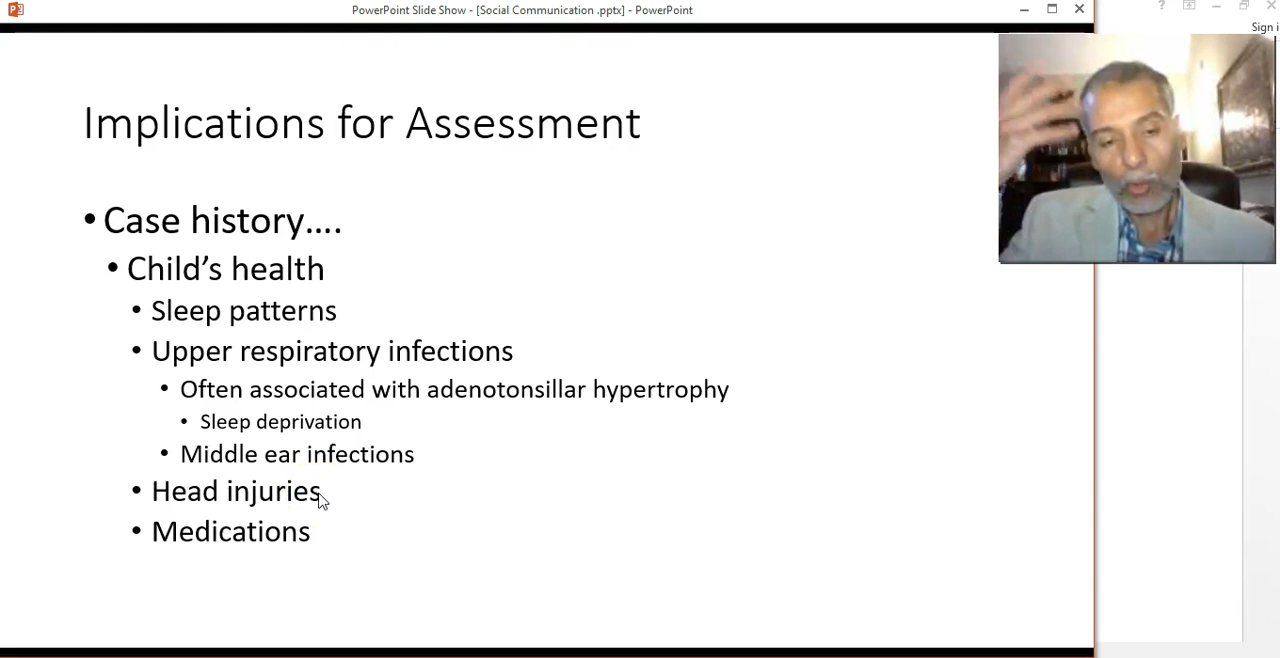 PowerPoint Slide Show - [Social Communication .pptx] - PowerPoint
Sign i
Implications for Assessment
• Case history....
• Child’s health
• Sleep patterns
• Upper respiratory infections
• Often associated with adenotonsillar hypertrophy
• Sleep deprivation
• Middle ear infections
• Head injuries
• Medications